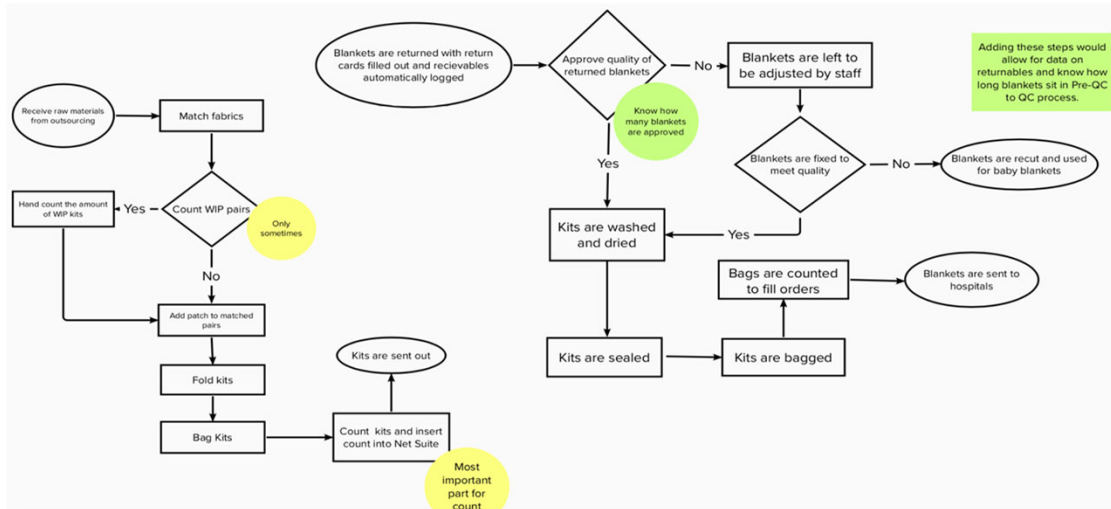 Receive raw materials
from outsourcing
Match fabrics
Count WIP pairs
Only
sometimes
Yes
Hand count the amount
of WIP kits
No
Add patch to matched
pairs
Fold kits
Bag Kits
Count kits and insert
count into Net Suite
Most
important
part for
count
Kits are sent out
Blankets are returned with return
cards filled out and recievables
automatically logged
Approve quality of
returned blankets
Know how
many blankets
are approved
No
Blankets are left to
be adjusted by staff
Blankets are fixed to
meet quality
No
Blankets are recut and used
for baby blankets
Yes
Yes
Kits are washed
and dried
Kits are sealed
Kits are bagged
Bags are counted
to fill orders
Blankets are sent to
hospitals
Adding these steps would
allow for data on
returnables and know how
long blankets sit in Pre-QC
to QC process.